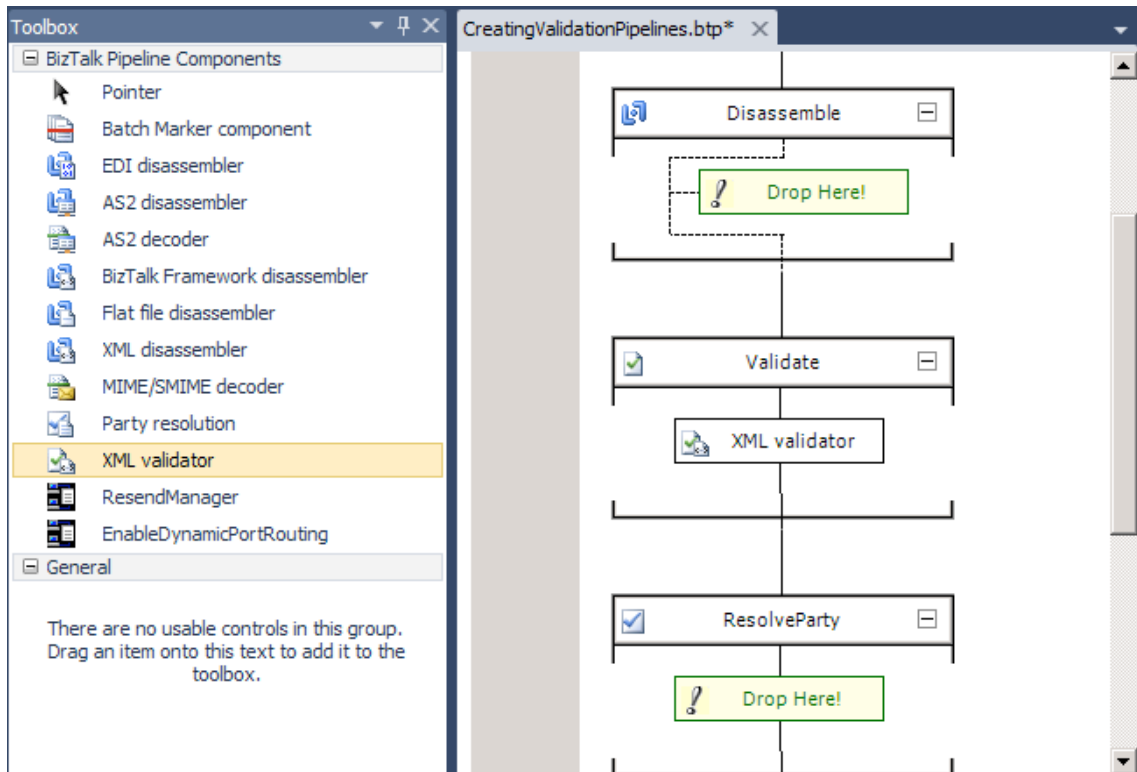 Toolbox
BizTalk Pipeline Components
Pointer
Batch Marker component
EDI disassembler
AS2 disassembler
AS2 decoder
BizTalk Framework disassembler
Flat file disassembler
XML disassembler
MIME/SMIME decoder
Party resolution
XML validator
ResendManager
EnableDynamicPortRouting
General
There are no usable controls in this group.
Drag an item onto this text to add it to the
toolbox.
CreatingValidationPipelines.btp*
Disassemble
Drop Here!
Validate
XML validator
ResolveParty
Drop Here!